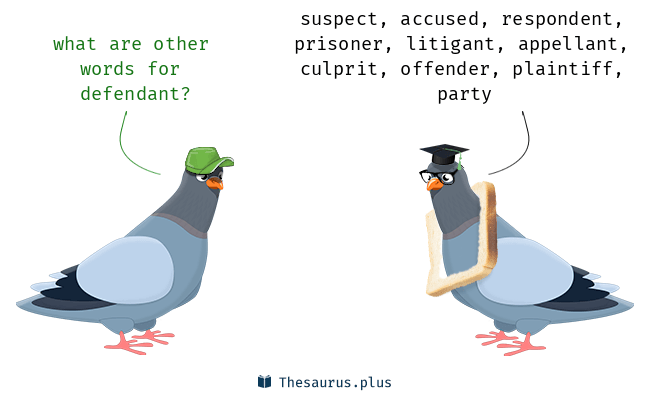 what are other
words for
defendant?
suspect, accused, respondent,
prisoner, litigant, appellant,
culprit, offender, plaintiff,
party
Thesaurus.plus